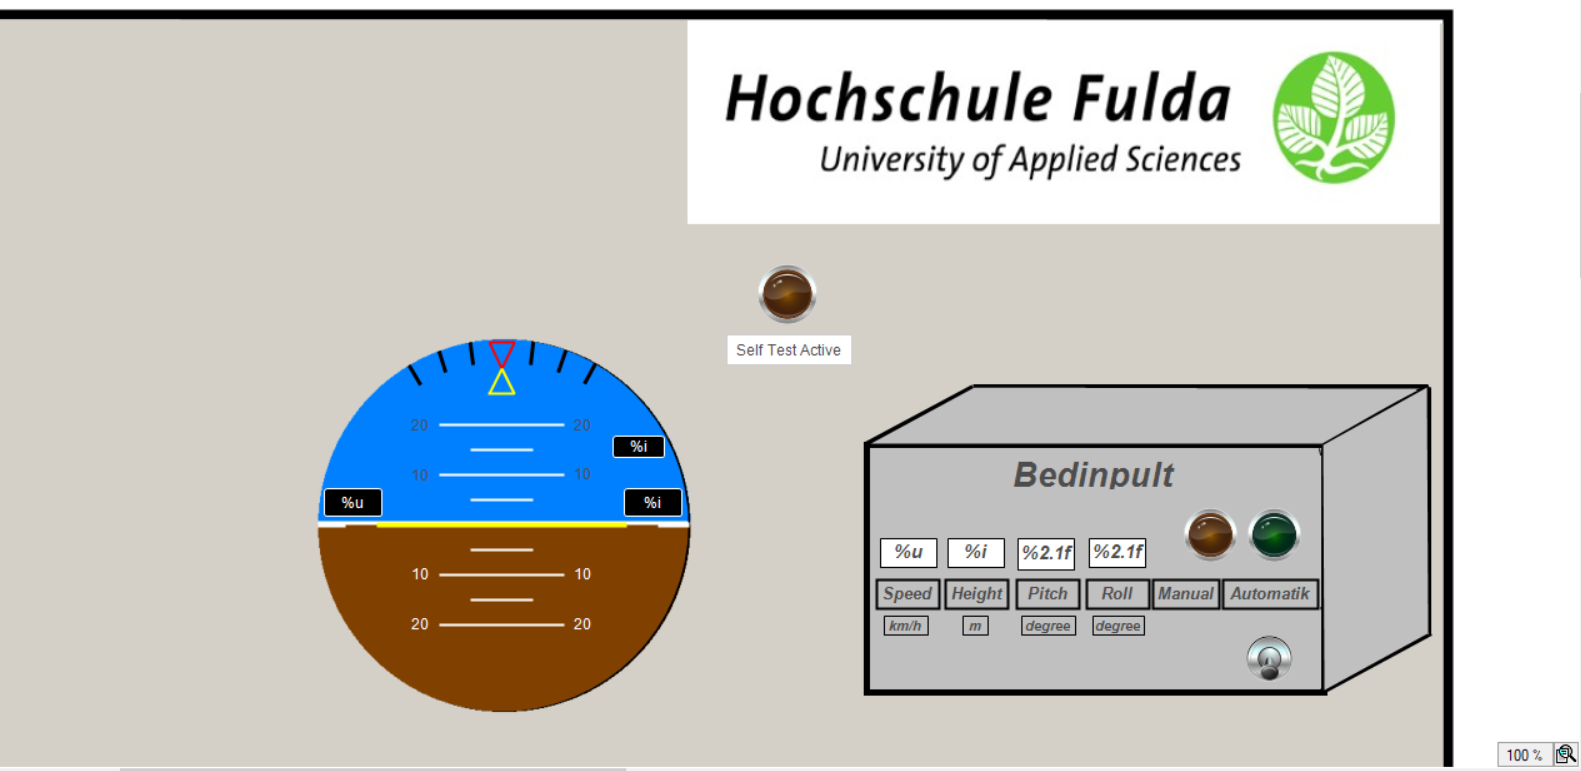 Hochschule Fulda
University of Applied Sciences
Self Test Active
20 20
%i
10 10
%u %i
10 10
20 20
Bedinpult
%u %i %2.1f %2.1f
Speed Height Pitch Roll Manual Automatik
km/h m degree degree
100 %